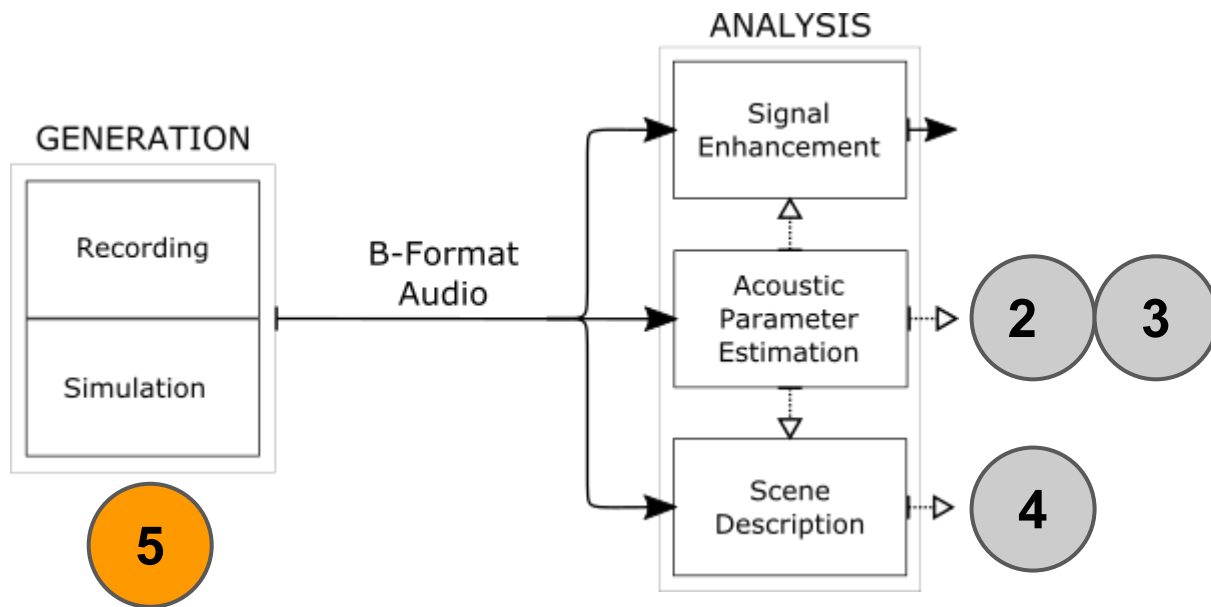 ANALYSIS
Signal
Enhancement
GENERATION
Recording
Simulation
B-Format
Audio
Acoustic
Parameter
Estimation
2
3
Scene
Description
4
5